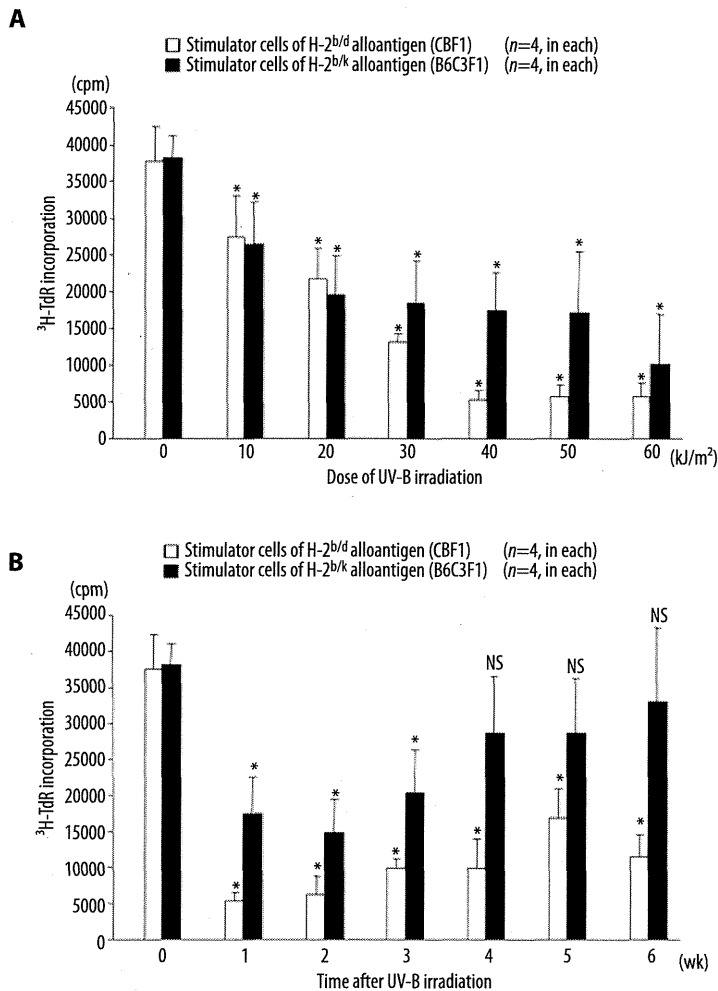 A
Stimulator cells of H-2b/d alloantigen (CBF1) (n=4, in each)
Stimulator cells of H-2b/k alloantigen (B6C3F1) (n=4, in each)
(cpm)
45000
40000
35000
30000
25000
20000
15000
10000
5000
0
³H-TdR incorporation
* * * * * * * * * * * *
0 10 20 30 40 50 60 (kJ/m²)
Dose of UV-B irradiation
B
Stimulator cells of H-2b/d alloantigen (CBF1) (n=4, in each)
Stimulator cells of H-2b/k alloantigen (B6C3F1) (n=4, in each)
(cpm)
45000
40000
35000
30000
25000
20000
15000
10000
5000
0
³H-TdR incorporation
* * * * * * * NS * NS * NS
0 1 2 3 4 5 6 (wk)
Time after UV-B irradiation